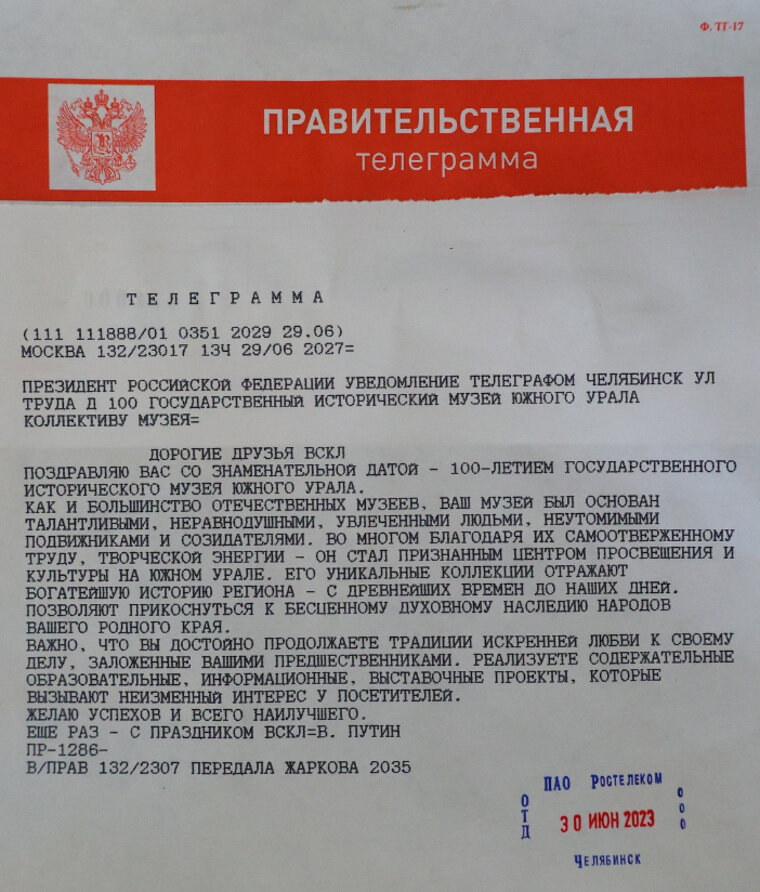 Ф. ТГ-17
ПРАВИТЕЛЬСТВЕННАЯ
телеграмма
ТЕЛЕГРАММА
(111 111888/01 0351 2029 29.06)
МОСКВА 132/23017 13Ч 29/06 2027=
ПРЕЗИДЕНТ РОССИЙСКОЙ ФЕДЕРАЦИИ УВЕДОМЛЕНИЕ ТЕЛЕГРАФОМ ЧЕЛЯБИНСК УЛ
ТРУДА Д 100 ГОСУДАРСТВЕННЫЙ ИСТОРИЧЕСКИЙ МУЗЕЙ ЮЖНОГО УРАЛА
КОЛЛЕКТИВУ МУЗЕЯ=
ДОРОГИЕ ДРУЗЬЯ ВСКЛ
ПОЗДРАВЛЯЮ ВАС СО ЗНАМЕНАТЕЛЬНОЙ ДАТОЙ - 100-ЛЕТИЕМ ГОСУДАРСТВЕННОГО
ИСТОРИЧЕСКОГО МУЗЕЯ ЮЖНОГО УРАЛА.
КАК И БОЛЬШИНСТВО ОТЕЧЕСТВЕННЫХ МУЗЕЕВ, ВАШ МУЗЕЙ БЫЛ ОСНОВАН
ТАЛАНТЛИВЫМИ, НЕРАВНОДУШНЫМИ, УВЛЕЧЕННЫМИ ЛЮДЬМИ, НЕУТОМИМЫМИ
ПОДВИЖНИКАМИ И СОЗИДАТЕЛЯМИ. ВО МНОГОМ БЛАГОДАРЯ ИХ САМООТВЕРЖЕННОМУ
ТРУДУ, ТВОРЧЕСКОЙ ЭНЕРГИИ - ОН СТАЛ ПРИЗНАННЫМ ЦЕНТРОМ ПРОСВЕЩЕНИЯ И
КУЛЬТУРЫ НА ЮЖНОМ УРАЛЕ. ЕГО УНИКАЛЬНЫЕ КОЛЛЕКЦИИ ОТРАЖАЮТ
БОГАТЕЙШУЮ ИСТОРИЮ РЕГИОНА - С ДРЕВНЕЙШИХ ВРЕМЕН ДО НАШИХ ДНЕЙ.
ПОЗВОЛЯЮТ ПРИКОСНУТЬСЯ К БЕСЦЕННОМУ ДУХОВНОМУ НАСЛЕДИЮ НАРОДОВ
ВАШЕГО РОДНОГО КРАЯ.
ВАЖНО, ЧТО ВЫ ДОСТОЙНО ПРОДОЛЖАЕТЕ ТРАДИЦИИ ИСКРЕННЕЙ ЛЮБВИ К СВОЕМУ
ДЕЛУ, ЗАЛОЖЕННЫЕ ВАШИМИ ПРЕДШЕСТВЕННИКАМИ. РЕАЛИЗУЕТЕ СОДЕРЖАТЕЛЬНЫЕ
ОБРАЗОВАТЕЛЬНЫЕ, ИНФОРМАЦИОННЫЕ, ВЫСТАВОЧНЫЕ ПРОЕКТЫ, КОТОРЫЕ
ВЫЗЫВАЮТ НЕИЗМЕННЫЙ ИНТЕРЕС У ПОСЕТИТЕЛЕЙ.
ЖЕЛАЮ УСПЕХОВ И ВСЕГО НАИЛУЧШЕГО.
ЕЩЕ РАЗ - С ПРАЗДНИКОМ ВСКЛ=В. ПУТИН
ПР-1286-
В/ПРАВ 132/2307 ПЕРЕДАЛА ЖАРКОВА 2035
ПАО РОСТЕЛЕКОМ
ОТД 30 ИЮН 2023 000
ЧЕЛЯБИНСК